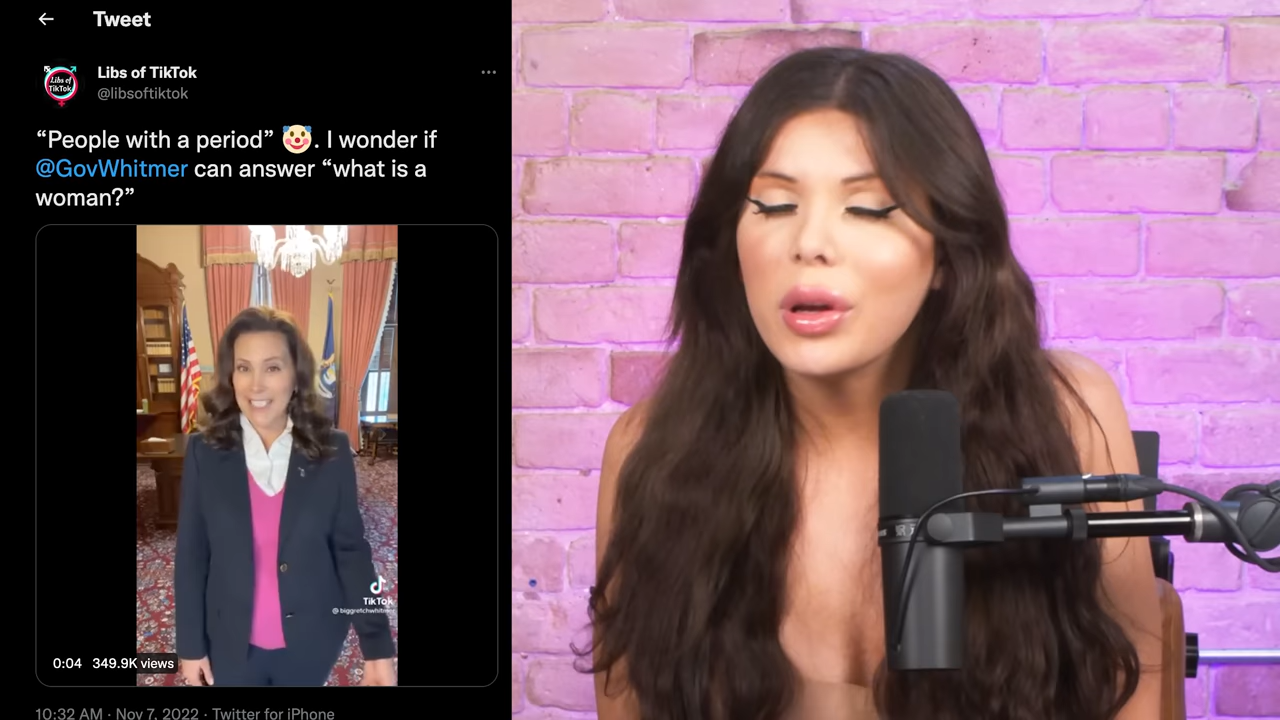 Tweet
Libs of TikTok
@libsoftiktok
Libs of
TikTok
“People with a period” 🤡. I wonder if
@GovWhitmer can answer “what is a
woman?”
TikTok
@biggretchwhitmer
0:04 349.9K views
10:32 AM · Nov 7, 2022 · Twitter for iPhone